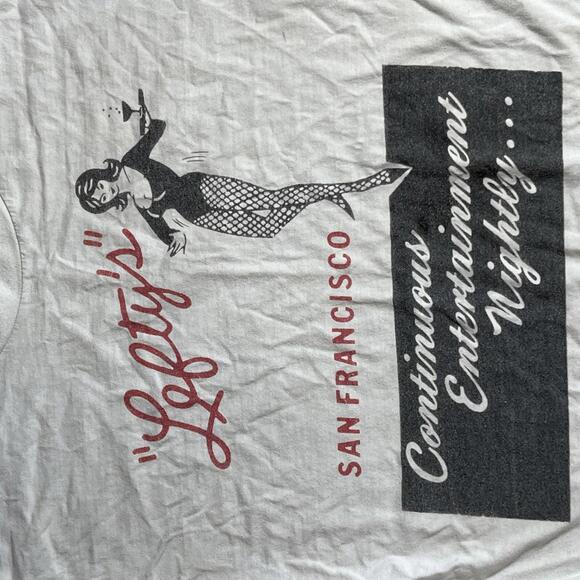 "Lefty's"
SAN FRANCISCO
Continuous
Entertainment
Nightly...